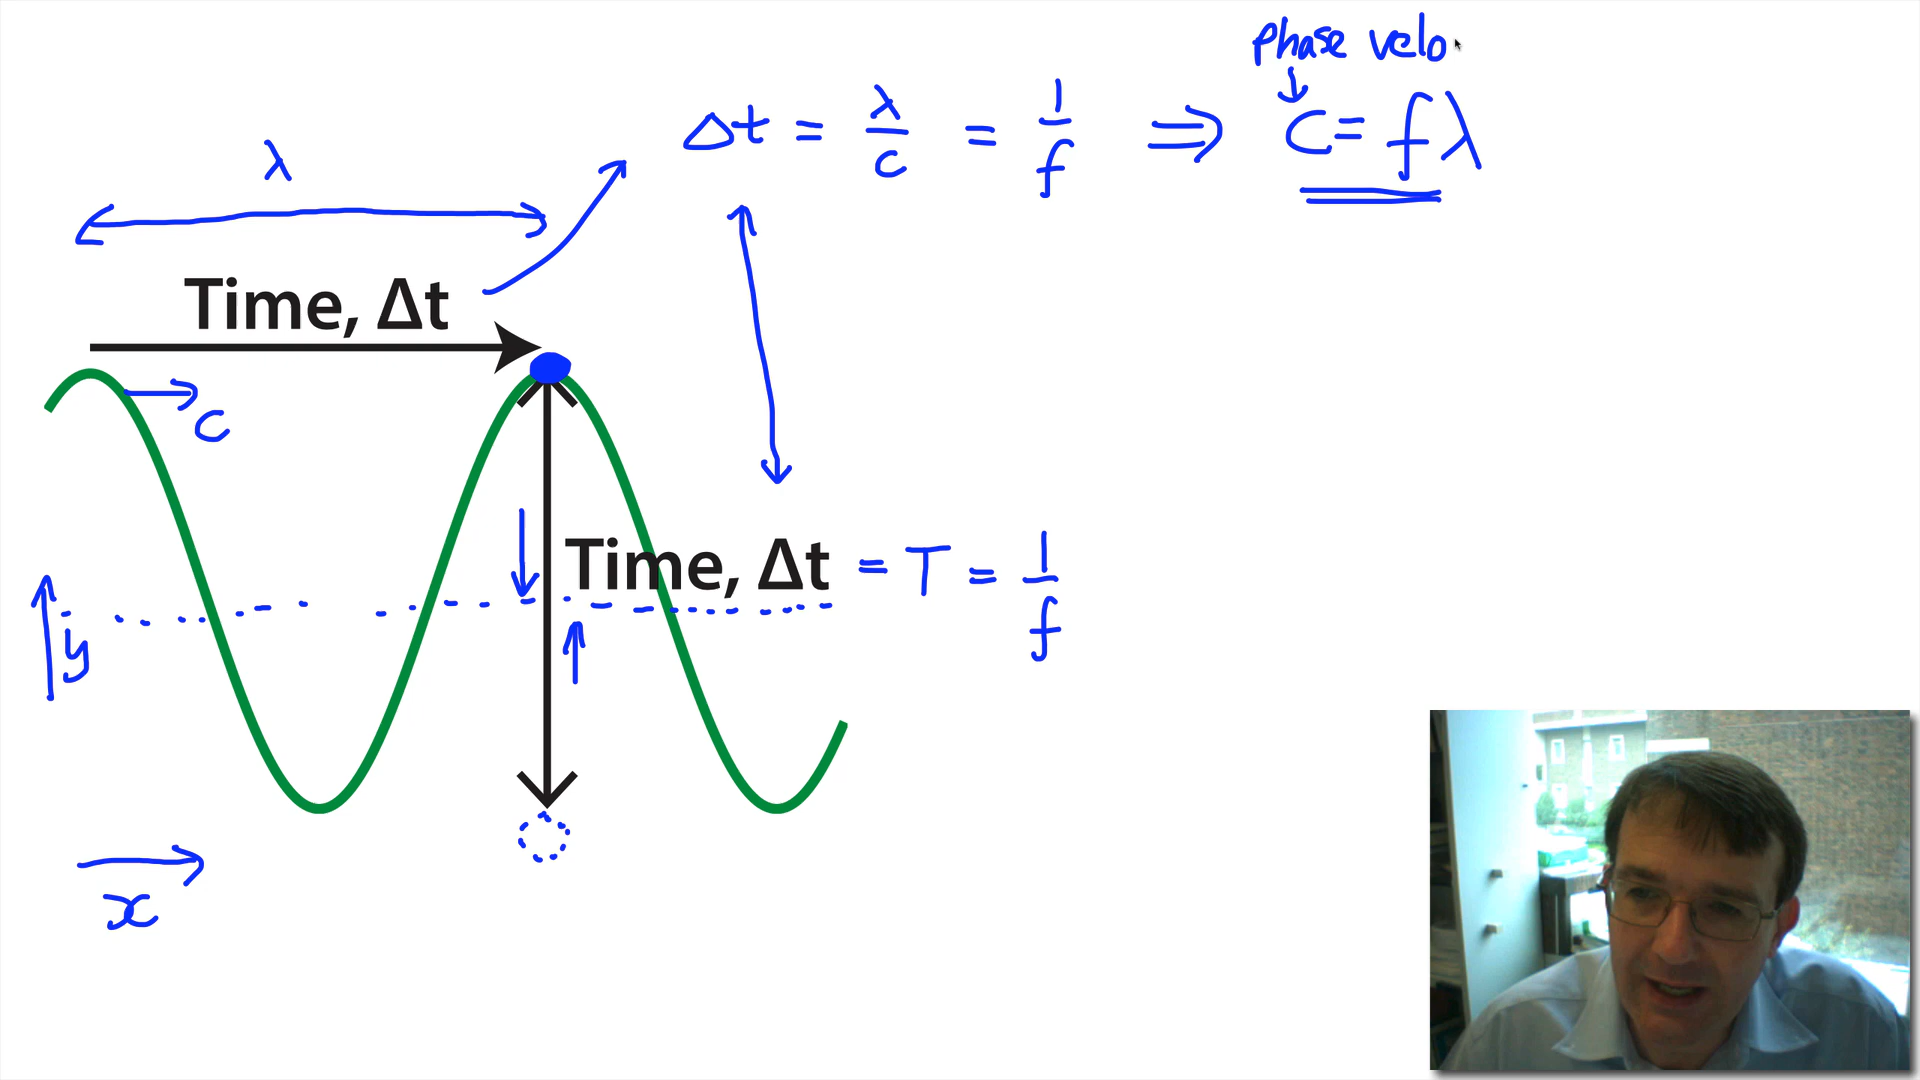 phase velo
Δt = λ/c = 1/f ⇒ c = fλ
λ
Time, Δt
c
Time, Δt = T = 1/f
y
x